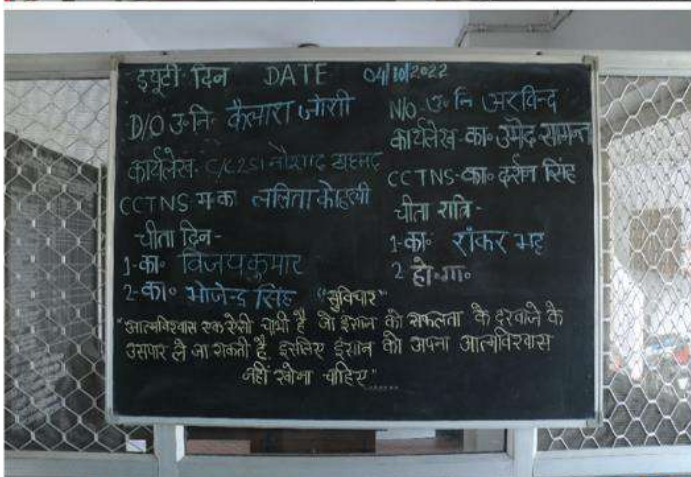 ड्यूटी दिन DATE 04/10/2022
D/O उ०नि० कैलाश जोशी
कार्यलेख० C/C 2SI नौशाद अहमद
CCTNS-म०का० ललिता कोहली
चीता दिन-
1-का० विजय कुमार
2-का० भोजेन्द्र सिंह
N/O उ०नि अरविन्द
कार्यलेख-का० उमेद सामन्त
CCTNS-का० दर्शन सिंह
चीता रात्रि-
1-का० शंकर भट्ट
2 हो०गा०
"सुविचार"
"आत्मविश्वास एक ऐसी चाभी है जो इंसान को सफलता के दरवाजे के
उसपार ले जा सकती है. इसलिए इंसान को अपना आत्मविश्वास
नहीं खोना चाहिए"......